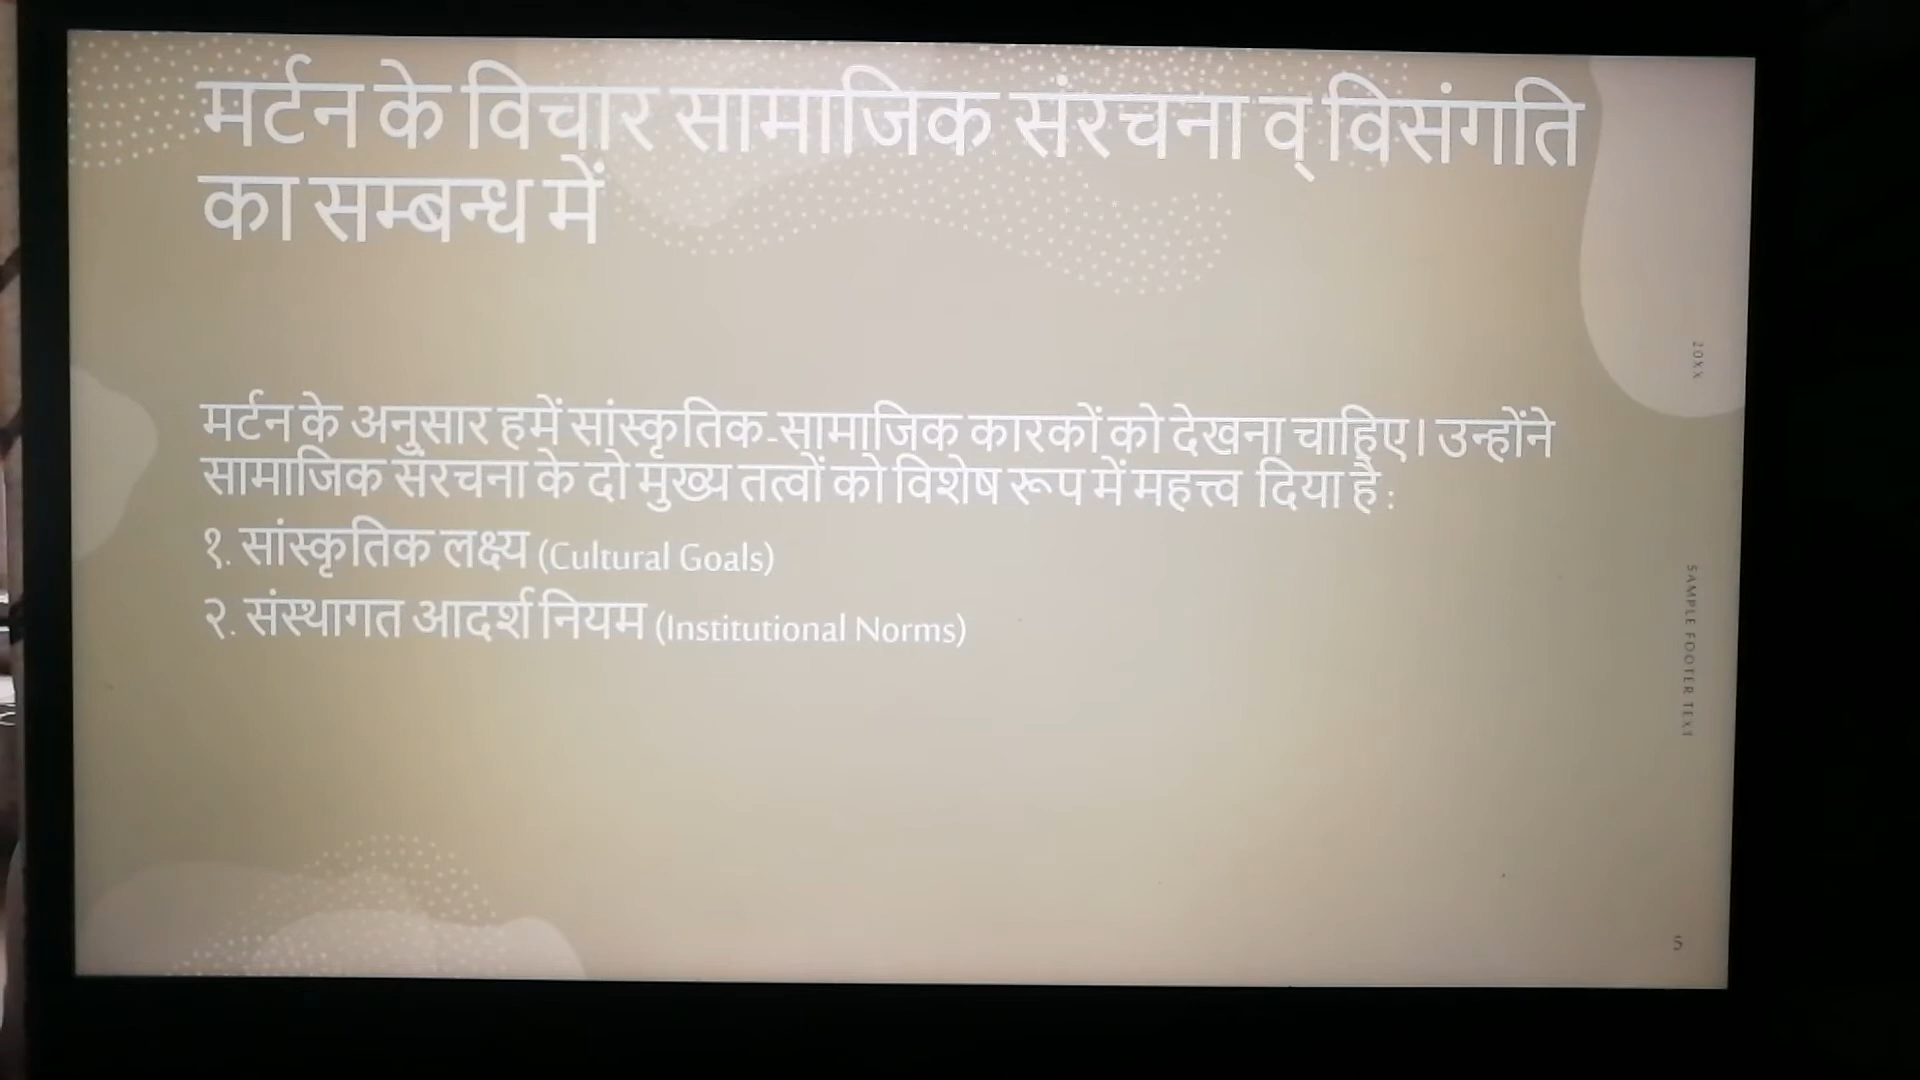 मर्टन के विचार सामाजिक संरचना व् विसंगति
का सम्बन्ध में
मर्टन के अनुसार हमें सांस्कृतिक-सामाजिक कारकों को देखना चाहिए। उन्होंने
सामाजिक संरचना के दो मुख्य तत्वों को विशेष रूप में महत्त्व दिया है :
१. सांस्कृतिक लक्ष्य (Cultural Goals)
२. संस्थागत आदर्श नियम (Institutional Norms)
20XX
SAMPLE FOOTER TEXT
5